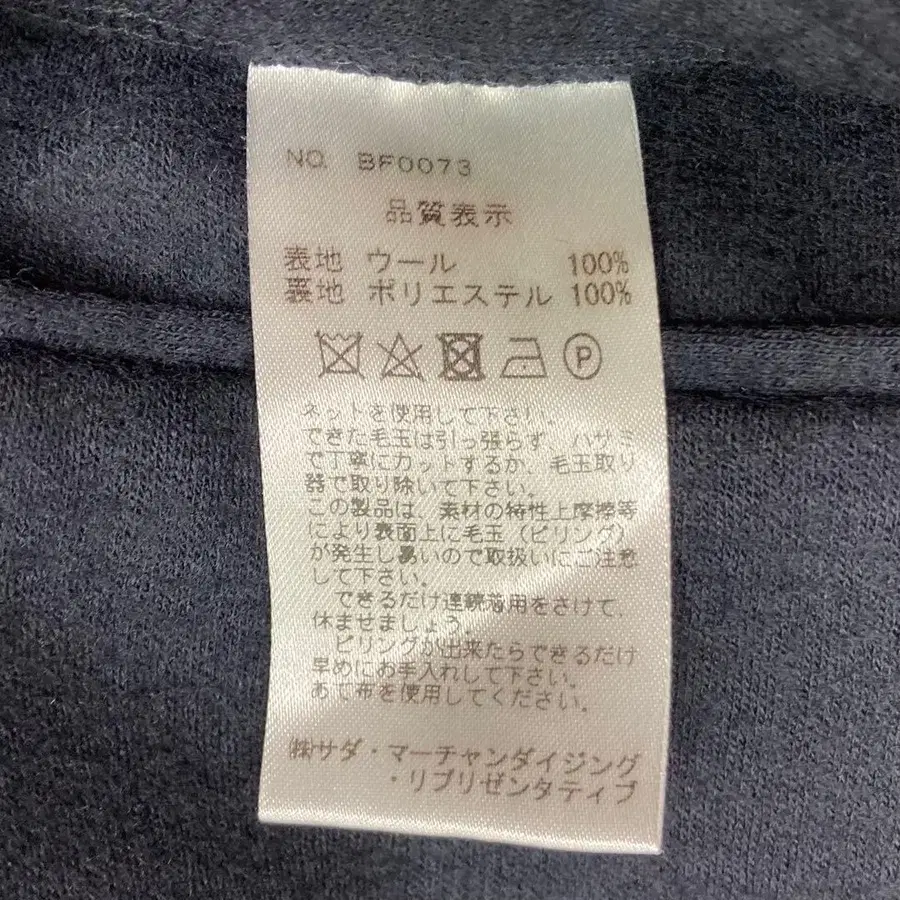 NO. BF0073
品質表示
表地 ウール 100%
裏地 ポリエステル 100%
P
ネットを使用して下さい。
できた毛玉は引っ張らず、ハサミ
で丁寧にカットするか、毛玉取り
器で取り除いて下さい。
この製品は、素材の特性上摩擦等
により表面上に毛玉（ピリング）
が発生し易いので取扱いにご注意
して下さい。
できるだけ連続着用をさけて、
休ませましょう。
ピリングが出来たらできるだけ
早めにお手入れして下さい。
あて布を使用してください。
㈱サダ・マーチャンダイジング
・リプリゼンタティブ